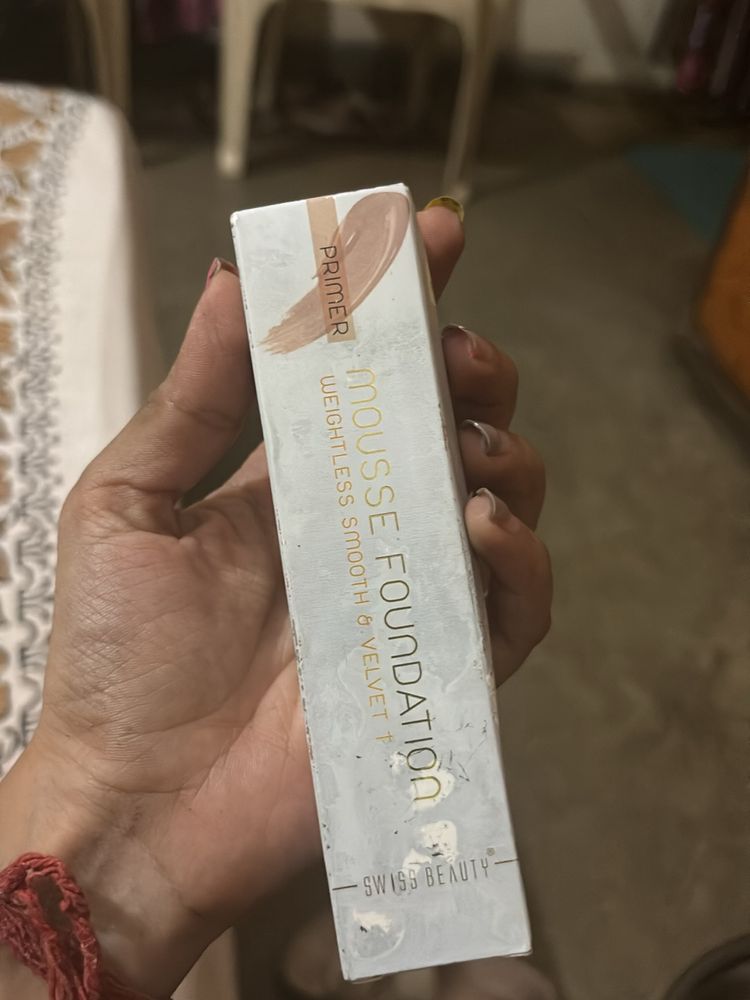 PRIMER
MOUSSE FOUNDATION
WEIGHTLESS SMOOTH & VELVET
SWISS BEAUTY®